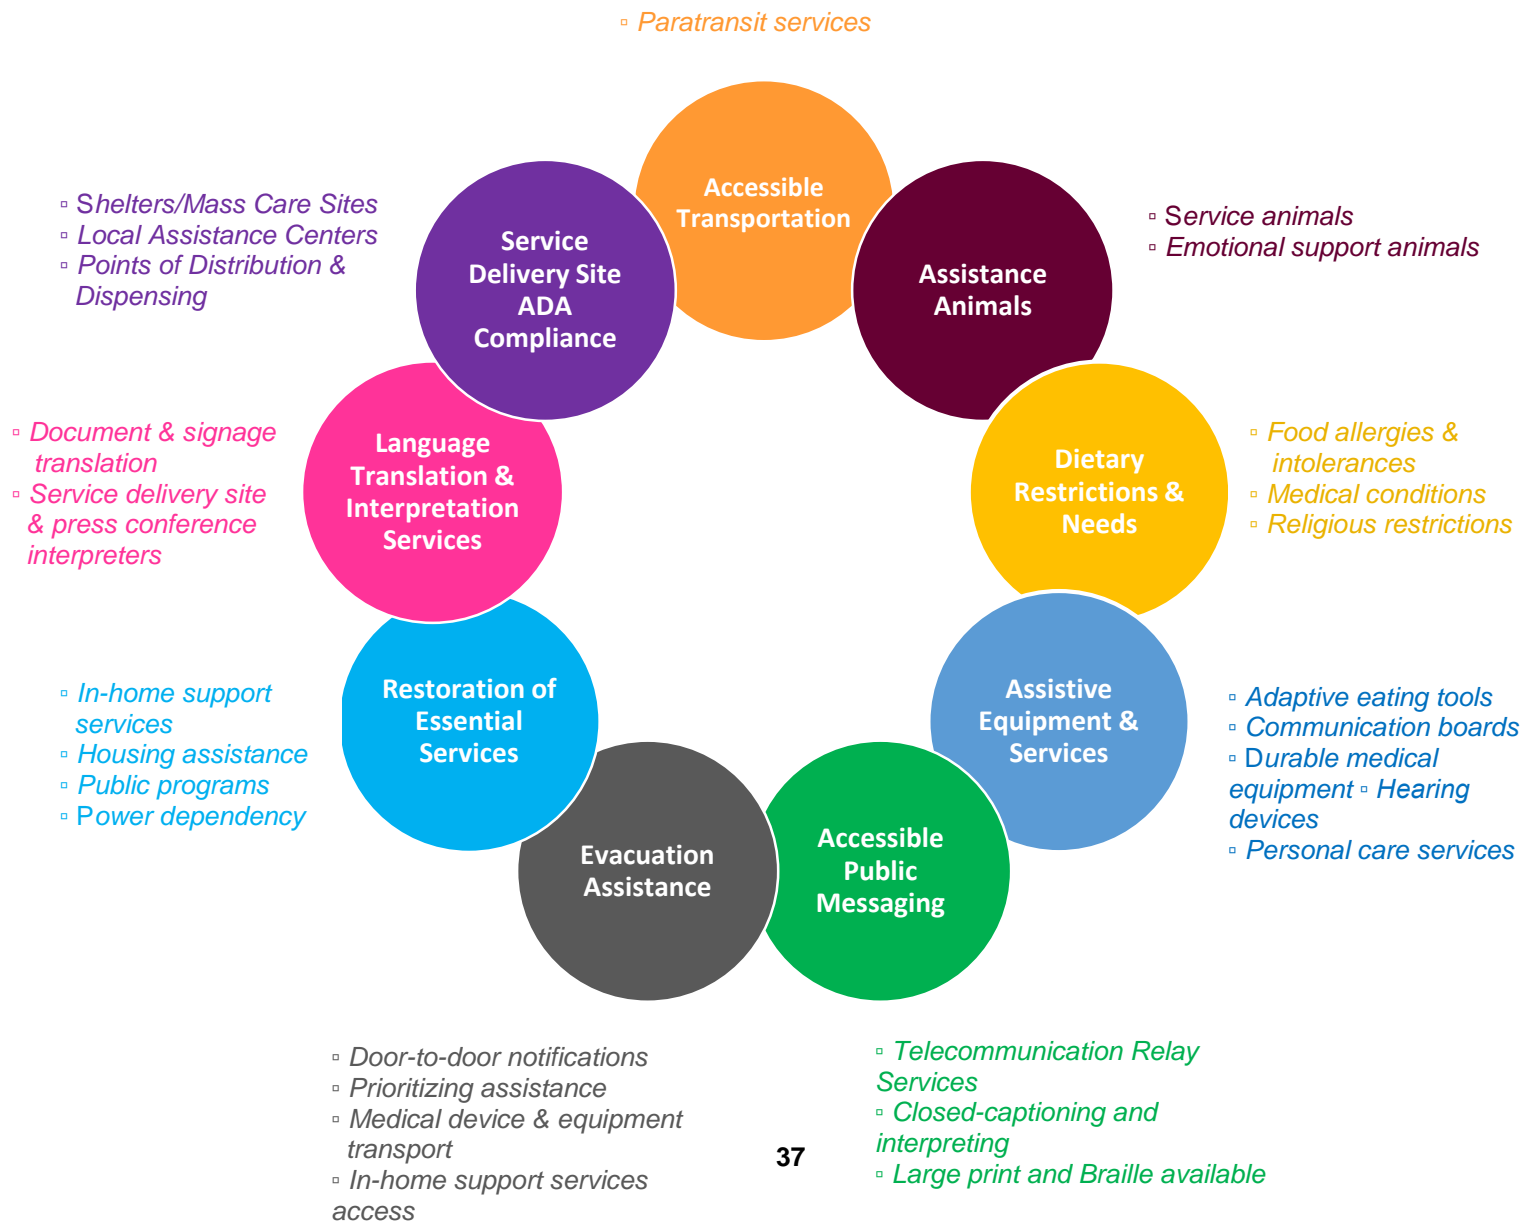 ▫ Paratransit services
Accessible
Transportation
▫ Service animals
▫ Emotional support animals
Assistance
Animals
▫ Food allergies &
intolerances
▫ Medical conditions
▫ Religious restrictions
Dietary
Restrictions &
Needs
▫ Adaptive eating tools
▫ Communication boards
▫ Durable medical
equipment ▫ Hearing
devices
▫ Personal care services
Assistive
Equipment &
Services
Accessible
Public
Messaging
▫ Telecommunication Relay
Services
▫ Closed-captioning and
interpreting
▫ Large print and Braille available
Evacuation
Assistance
▫ Door-to-door notifications
▫ Prioritizing assistance
▫ Medical device & equipment
transport
▫ In-home support services
access
Restoration of
Essential
Services
▫ In-home support
services
▫ Housing assistance
▫ Public programs
▫ Power dependency
Language
Translation &
Interpretation
Services
▫ Document & signage
translation
▫ Service delivery site
& press conference
interpreters
Service
Delivery Site
ADA
Compliance
▫ Shelters/Mass Care Sites
▫ Local Assistance Centers
▫ Points of Distribution &
Dispensing
37